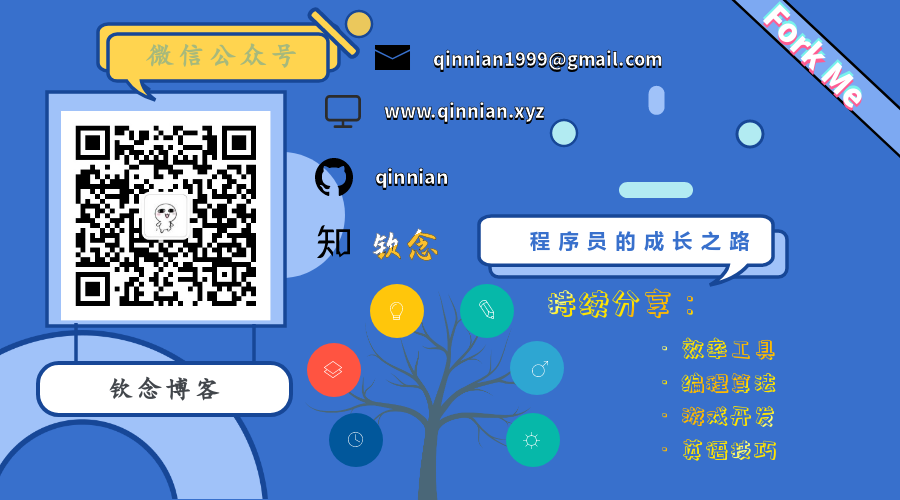 微信公众号
qinnian1999@gmail.com
Fork Me
www.qinnian.xyz
qinnian
知 钦念
程序员的成长之路
持续分享：
· 效率工具
· 编程算法
· 游戏开发
· 英语技巧
钦念博客